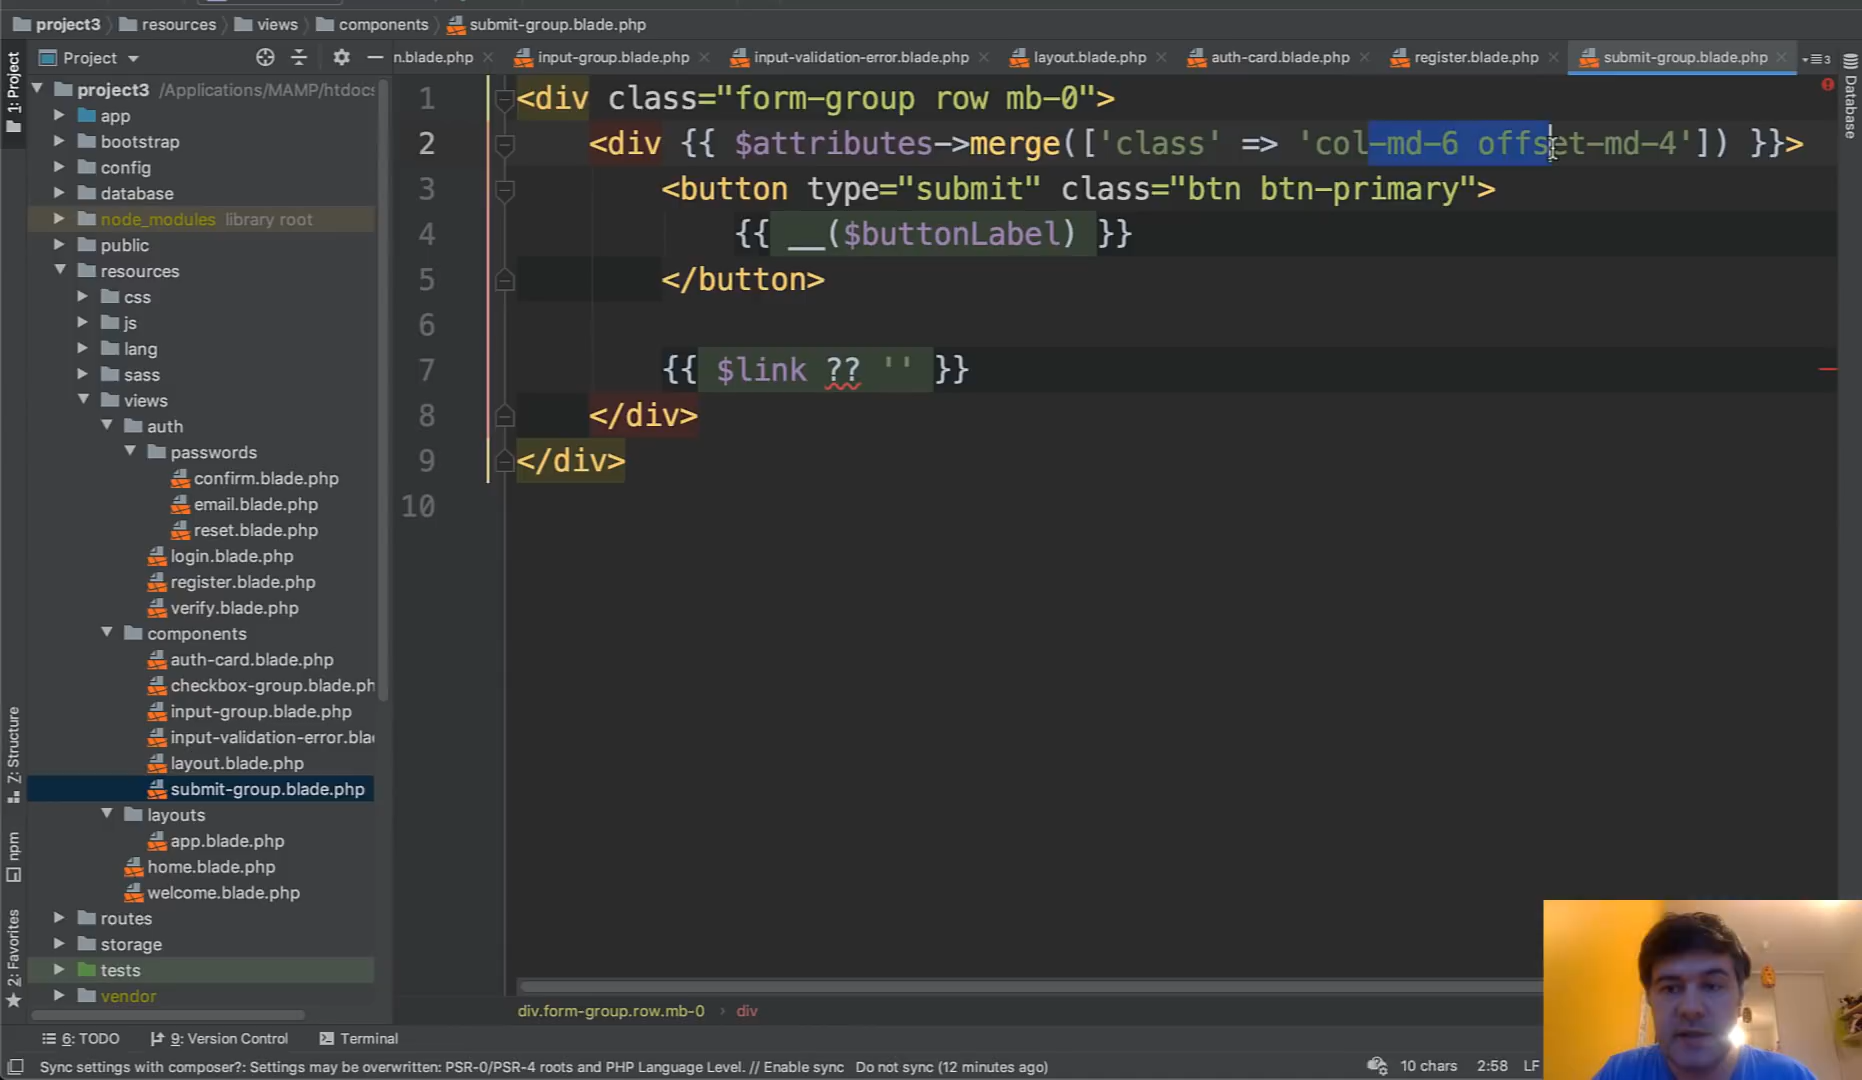 project3 resources views components submit-group.blade.php
Project
n.blade.php input-group.blade.php input-validation-error.blade.php layout.blade.php auth-card.blade.php register.blade.php submit-group.blade.php 3
1: Project
7: Structure
npm
2: Favorites
Database
project3 /Applications/MAMP/htdocs
app
bootstrap
config
database
node_modules library root
public
resources
css
js
lang
sass
views
auth
passwords
confirm.blade.php
email.blade.php
reset.blade.php
login.blade.php
register.blade.php
verify.blade.php
components
auth-card.blade.php
checkbox-group.blade.ph
input-group.blade.php
input-validation-error.bla
layout.blade.php
submit-group.blade.php
layouts
app.blade.php
home.blade.php
welcome.blade.php
routes
storage
tests
vendor
1 <div class="form-group row mb-0">
2 <div {{ $attributes->merge(['class' => 'col-md-6 offset-md-4']) }}>
3 <button type="submit" class="btn btn-primary">
4 {{ __($buttonLabel) }}
5 </button>
6
7 {{ $link ?? '' }}
8 </div>
9 </div>
10
div.form-group.row.mb-0 div
6: TODO 9: Version Control Terminal
Sync settings with composer?: Settings may be overwritten: PSR-0/PSR-4 roots and PHP Language Level. // Enable sync Do not sync (12 minutes ago) 10 chars 2:58 LF